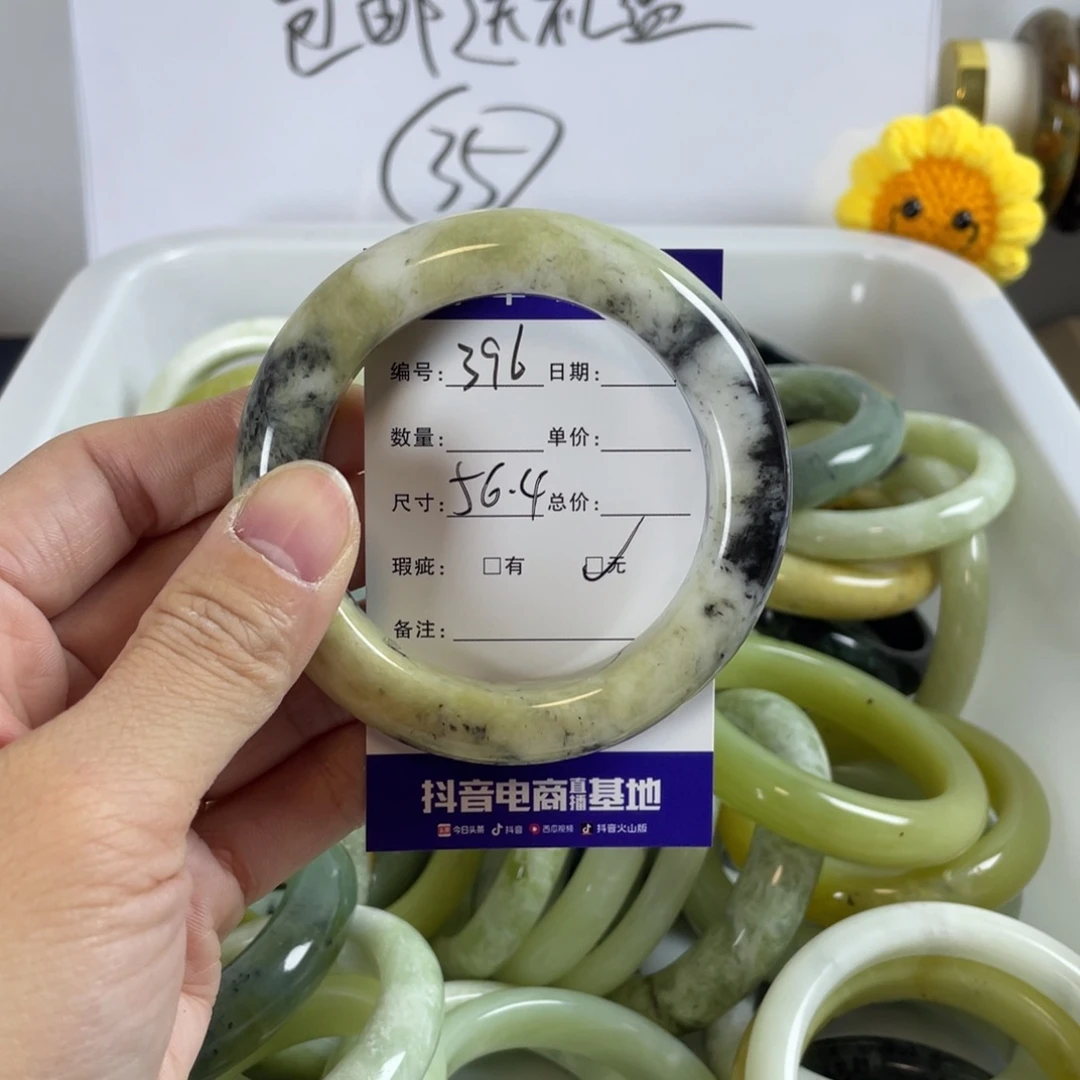 包邮送礼盒
35
编号: 396 日期:
数量: 单价:
尺寸: 56.4 总价:
瑕疵: □有 ☑无
备注:
抖音电商直播基地
今日头条 抖音 西瓜视频 抖音火山版